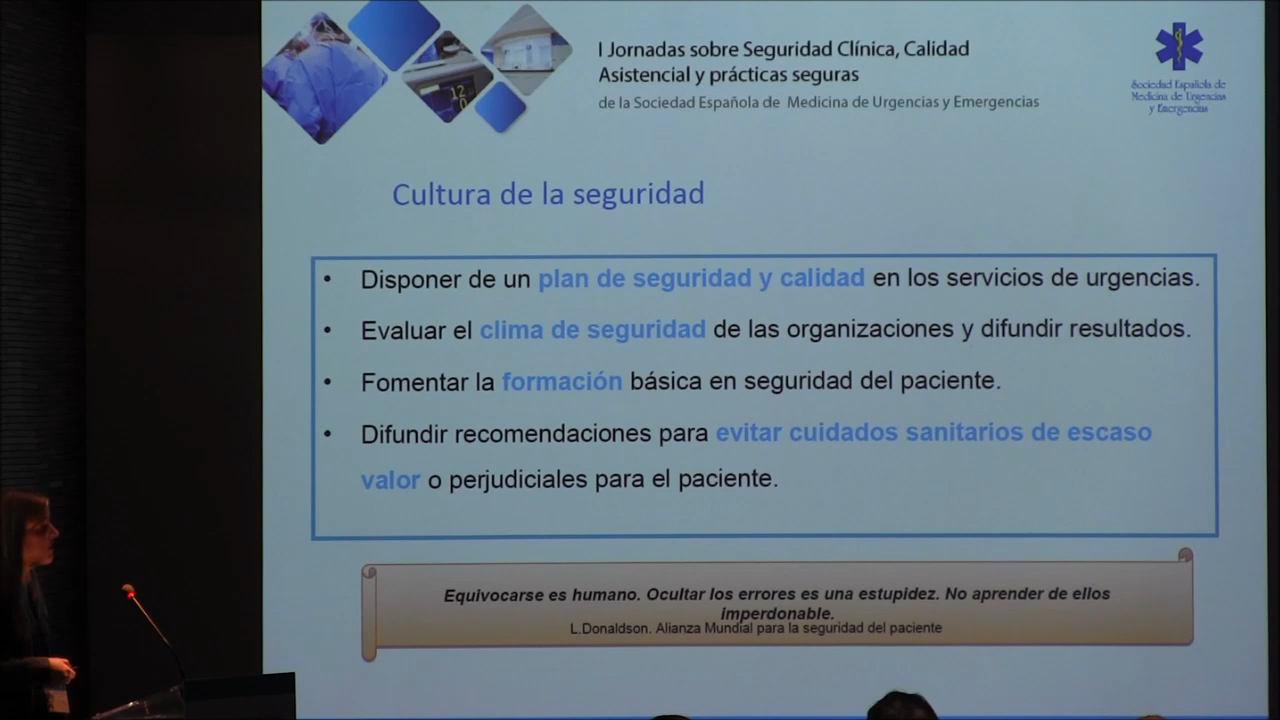 I Jornadas sobre Seguridad Clínica, Calidad
Asistencial y prácticas seguras
de la Sociedad Española de Medicina de Urgencias y Emergencias
Sociedad Española de
Medicina de Urgencias
y Emergencias
12
0
Cultura de la seguridad
• Disponer de un plan de seguridad y calidad en los servicios de urgencias.
• Evaluar el clima de seguridad de las organizaciones y difundir resultados.
• Fomentar la formación básica en seguridad del paciente.
• Difundir recomendaciones para evitar cuidados sanitarios de escaso
valor o perjudiciales para el paciente.
Equivocarse es humano. Ocultar los errores es una estupidez. No aprender de ellos
imperdonable.
L.Donaldson. Alianza Mundial para la seguridad del paciente